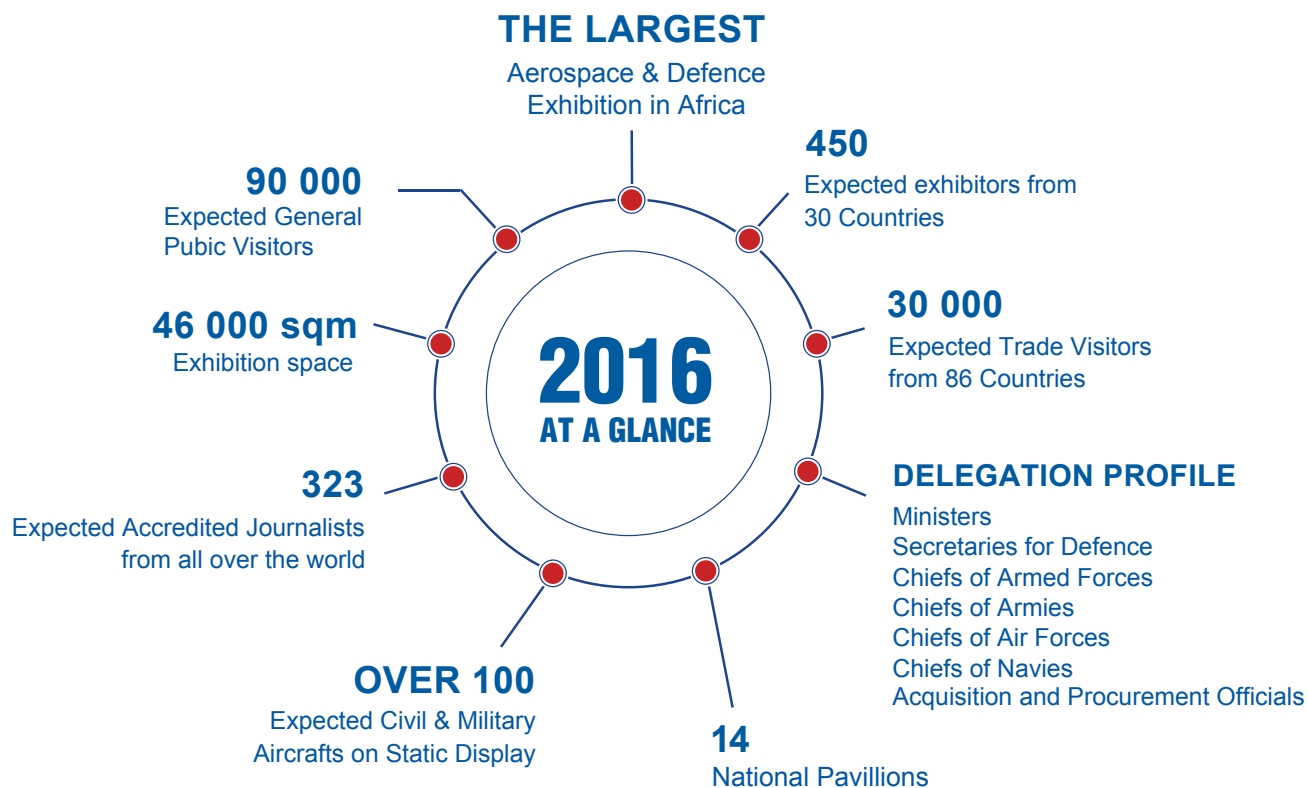 THE LARGEST
Aerospace & Defence
Exhibition in Africa
450
Expected exhibitors from
30 Countries
30 000
Expected Trade Visitors
from 86 Countries
DELEGATION PROFILE
Ministers
Secretaries for Defence
Chiefs of Armed Forces
Chiefs of Armies
Chiefs of Air Forces
Chiefs of Navies
Acquisition and Procurement Officials
14
National Pavillions
OVER 100
Expected Civil & Military
Aircrafts on Static Display
323
Expected Accredited Journalists
from all over the world
46 000 sqm
Exhibition space
90 000
Expected General
Pubic Visitors
2016
AT A GLANCE